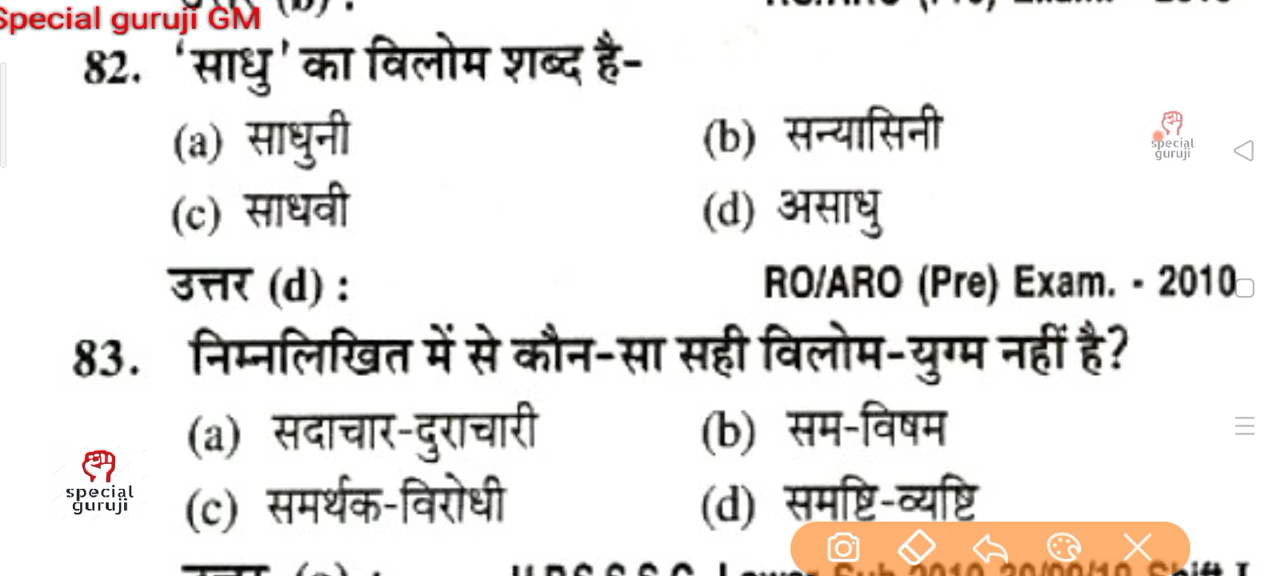 Special guruji GM
82. 'साधु' का विलोम शब्द है-
(a) साधुनी (b) सन्यासिनी
special
guruji
(c) साधवी (d) असाधु
उत्तर (d) : RO/ARO (Pre) Exam. - 2010
83. निम्नलिखित में से कौन-सा सही विलोम-युग्म नहीं है?
(a) सदाचार-दुराचारी (b) सम-विषम
special
guruji
(c) समर्थक-विरोधी (d) समष्टि-व्यष्टि